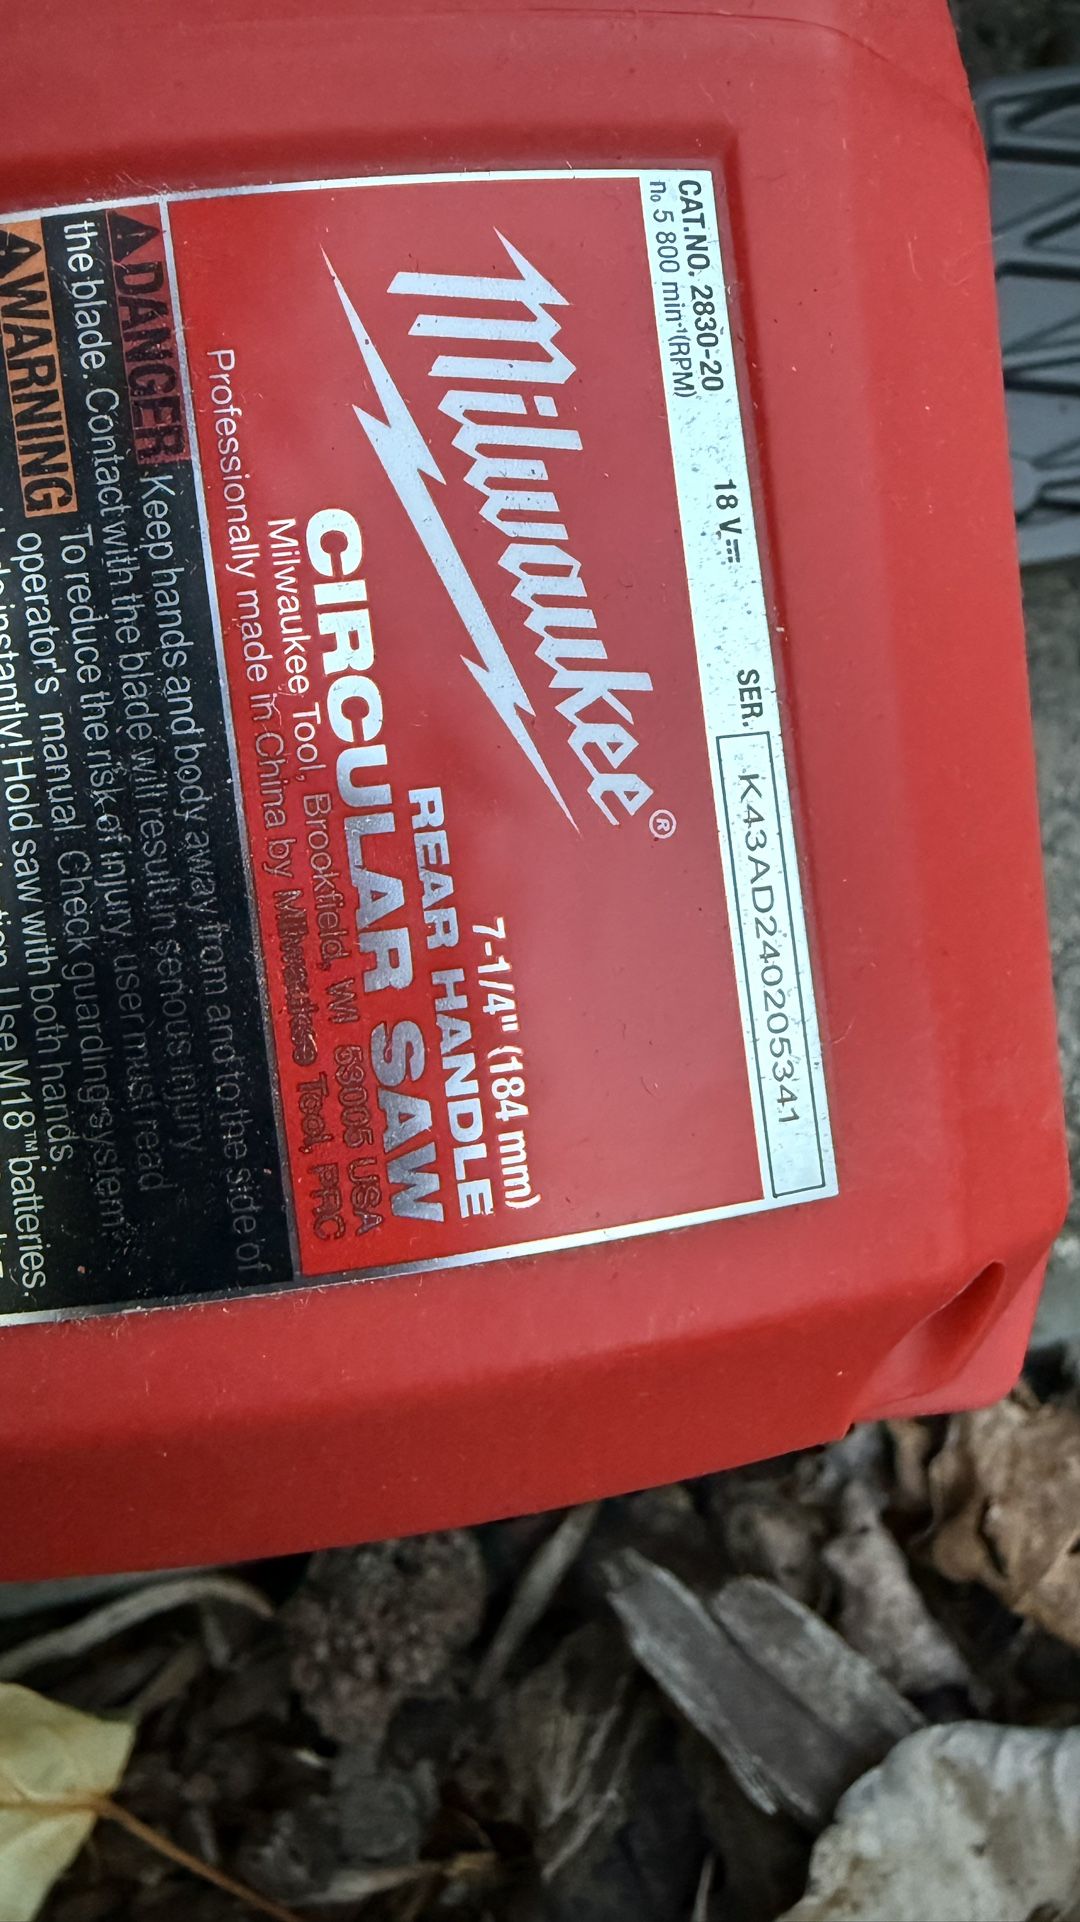 CAT.NO. 2830-20 18 V⎓ SER. K43AD240205341
n₀ 5 800 min⁻¹(RPM)
Milwaukee®
7-1/4" (184 mm)
REAR HANDLE
CIRCULAR SAW
Milwaukee Tool, Brookfield, WI 53005 USA
Professionally made in China by Milwaukee Tool, PRC
DANGER Keep hands and body away from and to the side of
the blade. Contact with the blade will result in serious injury.
WARNING To reduce the risk of injury, user must read
operator's manual. Check guarding system
instantly! Hold saw with both hands.
Use M18™ batteries.